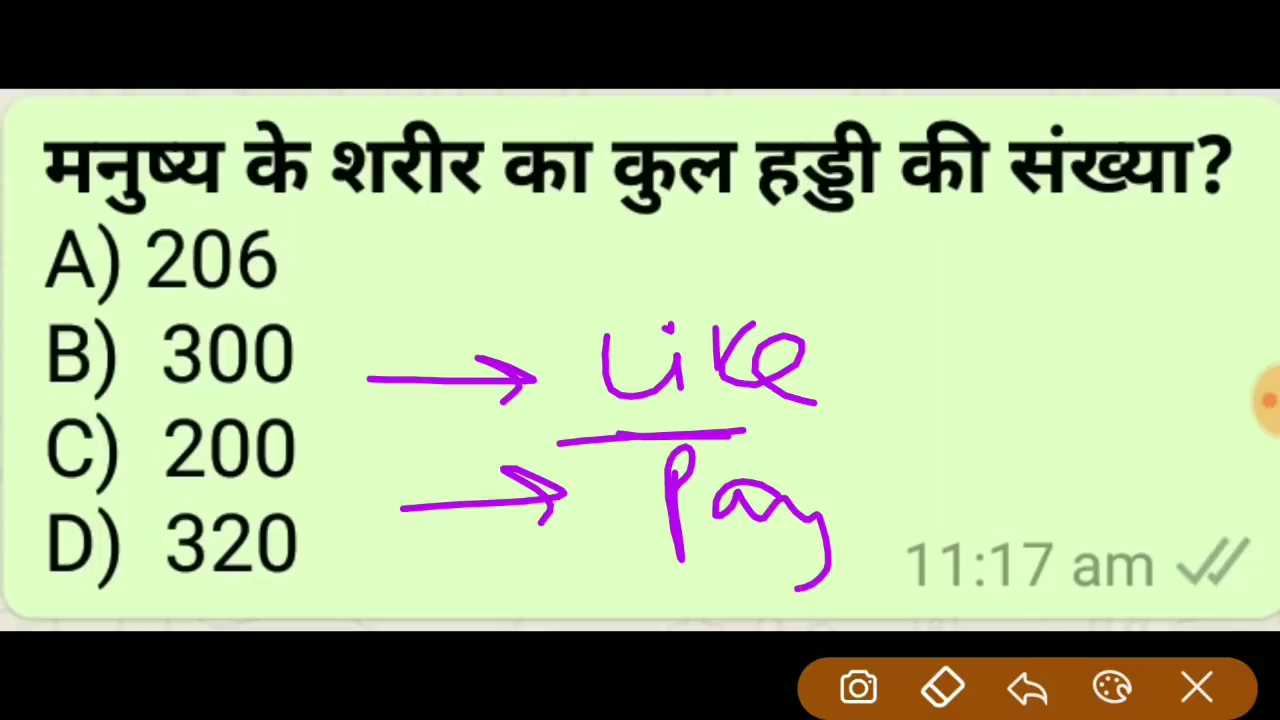 मनुष्य के शरीर का कुल हड्डी की संख्या?
A) 206
B) 300
C) 200
D) 320
Like
Pay
11:17 am